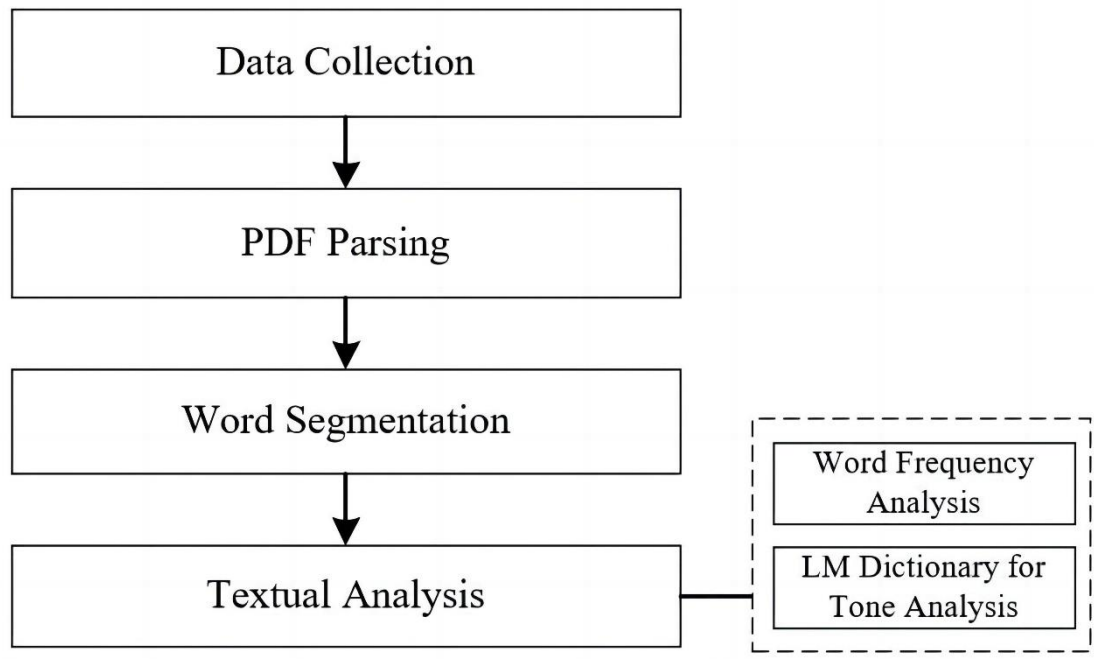 Data Collection
PDF Parsing
Word Segmentation
Textual Analysis
Word Frequency
Analysis
LM Dictionary for
Tone Analysis